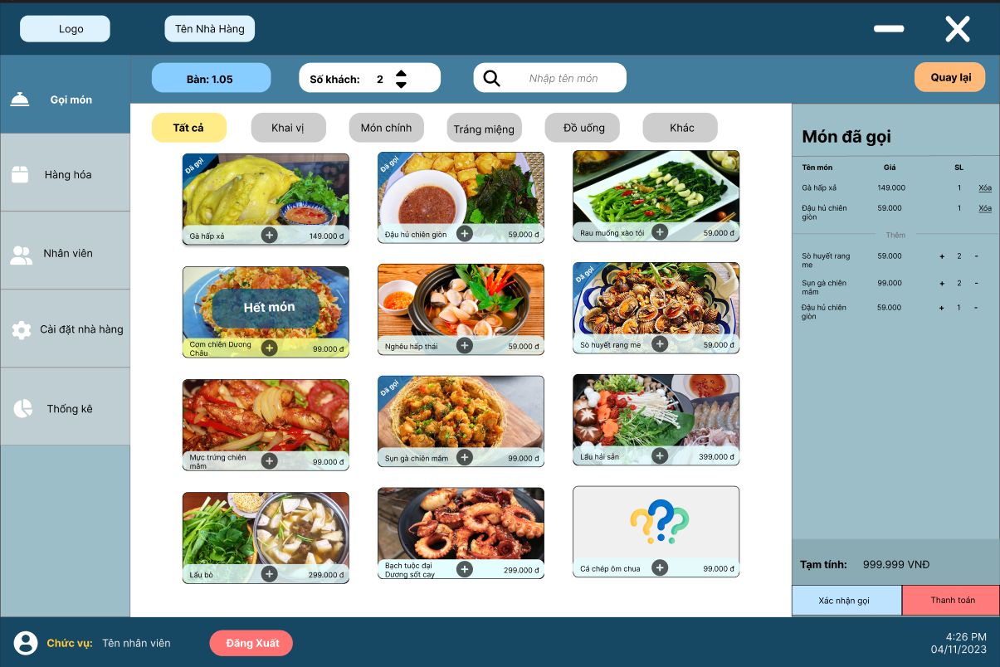 Logo
Tên Nhà Hàng
Gọi món
Bàn: 1.05
Số khách: 2
Nhập tên món
Quay lại
Hàng hóa
Nhân viên
Cài đặt nhà hàng
Thống kê
Tất cả
Khai vị
Món chính
Tráng miệng
Đồ uống
Khác
Đã gọi
Gà hấp xả
149.000 đ
Đã gọi
Đậu hủ chiên giòn
59.000 đ
Rau muống xào tỏi
59.000 đ
Hết món
Cơm chiên Dương
Châu
99.000 đ
Nghêu hấp thái
59.000 đ
Đã gọi
Sò huyết rang me
59.000 đ
Mực trứng chiên
mắm
99.000 đ
Đã gọi
Sụn gà chiên mắm
99.000 đ
Lẩu hải sản
399.000 đ
Lẩu bò
299.000 đ
Bạch tuộc đại
Dương sốt cay
299.000 đ
???
Cá chép ôm chua
99.000 đ
Món đã gọi
Tên món Giá SL
Gà hấp xả 149.000 1 Xóa
Đậu hủ chiên 59.000 1 Xóa
giòn
Thêm
Sò huyết rang 59.000 + 2 -
me
Sụn gà chiên 99.000 + 2 -
mắm
Đậu hủ chiên 59.000 + 1 -
giòn
Tạm tính: 999.999 VNĐ
Xác nhận gọi
Thanh toán
Chức vụ: Tên nhân viên
Đăng Xuất
4:26 PM
04/11/2023